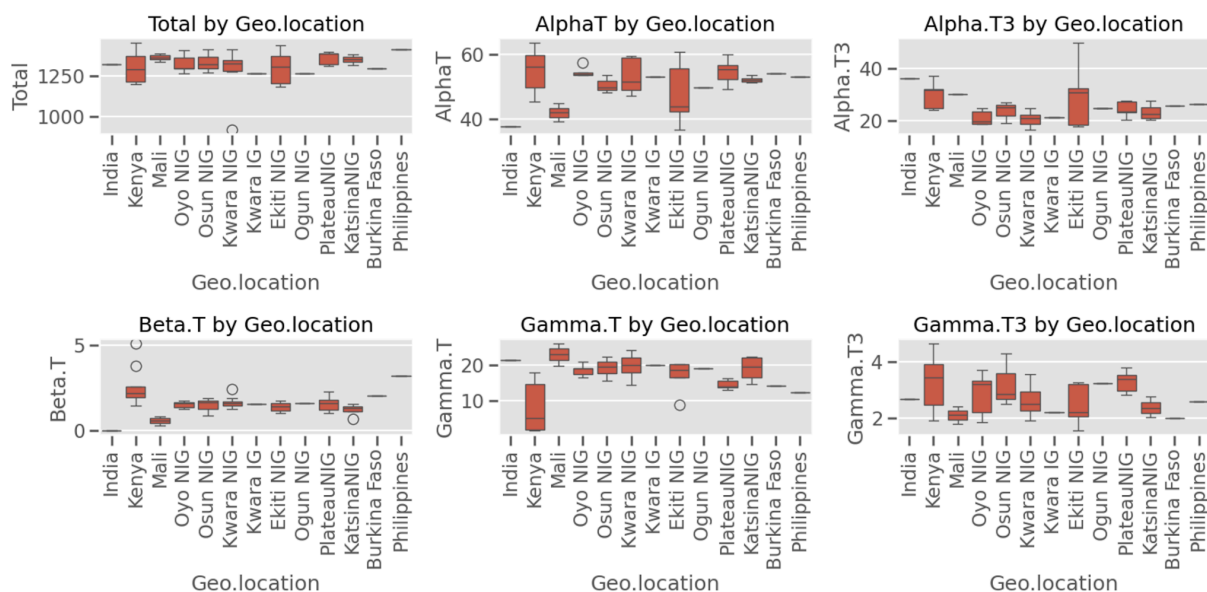 Total by Geo.location
Total
1250
1000
India
Kenya
Mali
Oyo NIG
Osun NIG
Kwara NIG
Kwara IG
Ekiti NIG
Ogun NIG
PlateauNIG
KatsinaNIG
Burkina Faso
Philippines
Geo.location
AlphaT by Geo.location
AlphaT
60
40
India
Kenya
Mali
Oyo NIG
Osun NIG
Kwara NIG
Kwara IG
Ekiti NIG
Ogun NIG
PlateauNIG
KatsinaNIG
Burkina Faso
Philippines
Geo.location
Alpha.T3 by Geo.location
Alpha.T3
40
20
India
Kenya
Mali
Oyo NIG
Osun NIG
Kwara NIG
Kwara IG
Ekiti NIG
Ogun NIG
PlateauNIG
KatsinaNIG
Burkina Faso
Philippines
Geo.location
Beta.T by Geo.location
Beta.T
5
0
India
Kenya
Mali
Oyo NIG
Osun NIG
Kwara NIG
Kwara IG
Ekiti NIG
Ogun NIG
PlateauNIG
KatsinaNIG
Burkina Faso
Philippines
Geo.location
Gamma.T by Geo.location
Gamma.T
20
10
India
Kenya
Mali
Oyo NIG
Osun NIG
Kwara NIG
Kwara IG
Ekiti NIG
Ogun NIG
PlateauNIG
KatsinaNIG
Burkina Faso
Philippines
Geo.location
Gamma.T3 by Geo.location
Gamma.T3
4
2
India
Kenya
Mali
Oyo NIG
Osun NIG
Kwara NIG
Kwara IG
Ekiti NIG
Ogun NIG
PlateauNIG
KatsinaNIG
Burkina Faso
Philippines
Geo.location